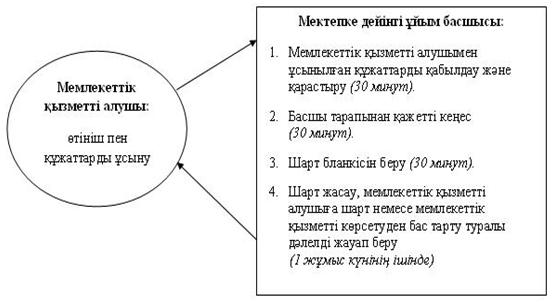 Мемлекеттік
қызметті алушы:
өтініш пен
құжаттарды ұсыну
Мектепке дейінгі ұйым басшысы:
1. Мемлекеттік қызметті алушымен
ұсынылған құжаттарды қабылдау және
қарастыру (30 минут).
2. Басшы тарапынан қажетті кеңес
(30 минут).
3. Шарт бланкісін беру (30 минут).
4. Шарт жасау, мемлекеттік қызметті
алушыға шарт немесе мемлекеттік
қызметті көрсетуден бас тарту туралы
дәлелді жауап беру
(1 жұмыс күнінің ішінде)